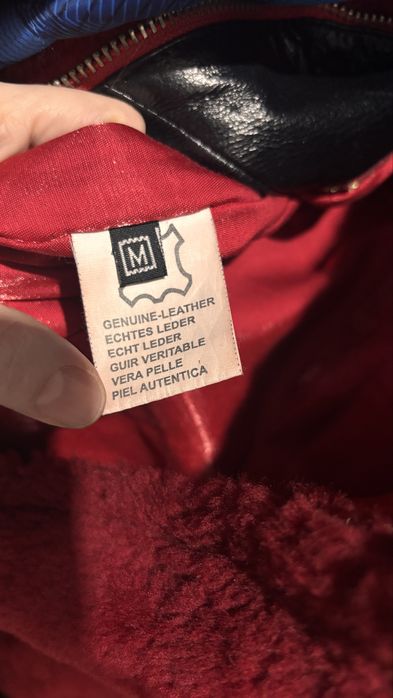 M
GENUINE-LEATHER
ECHTES LEDER
ECHT LEDER
GUIR VERITABLE
VERA PELLE
PIEL AUTENTICA